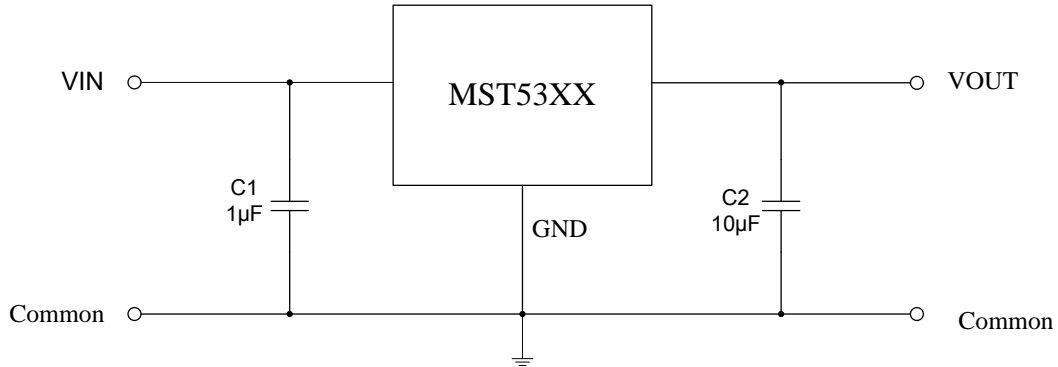 VIN
MST53XX
VOUT
C1
1µF
C2
10µF
GND
Common
Common